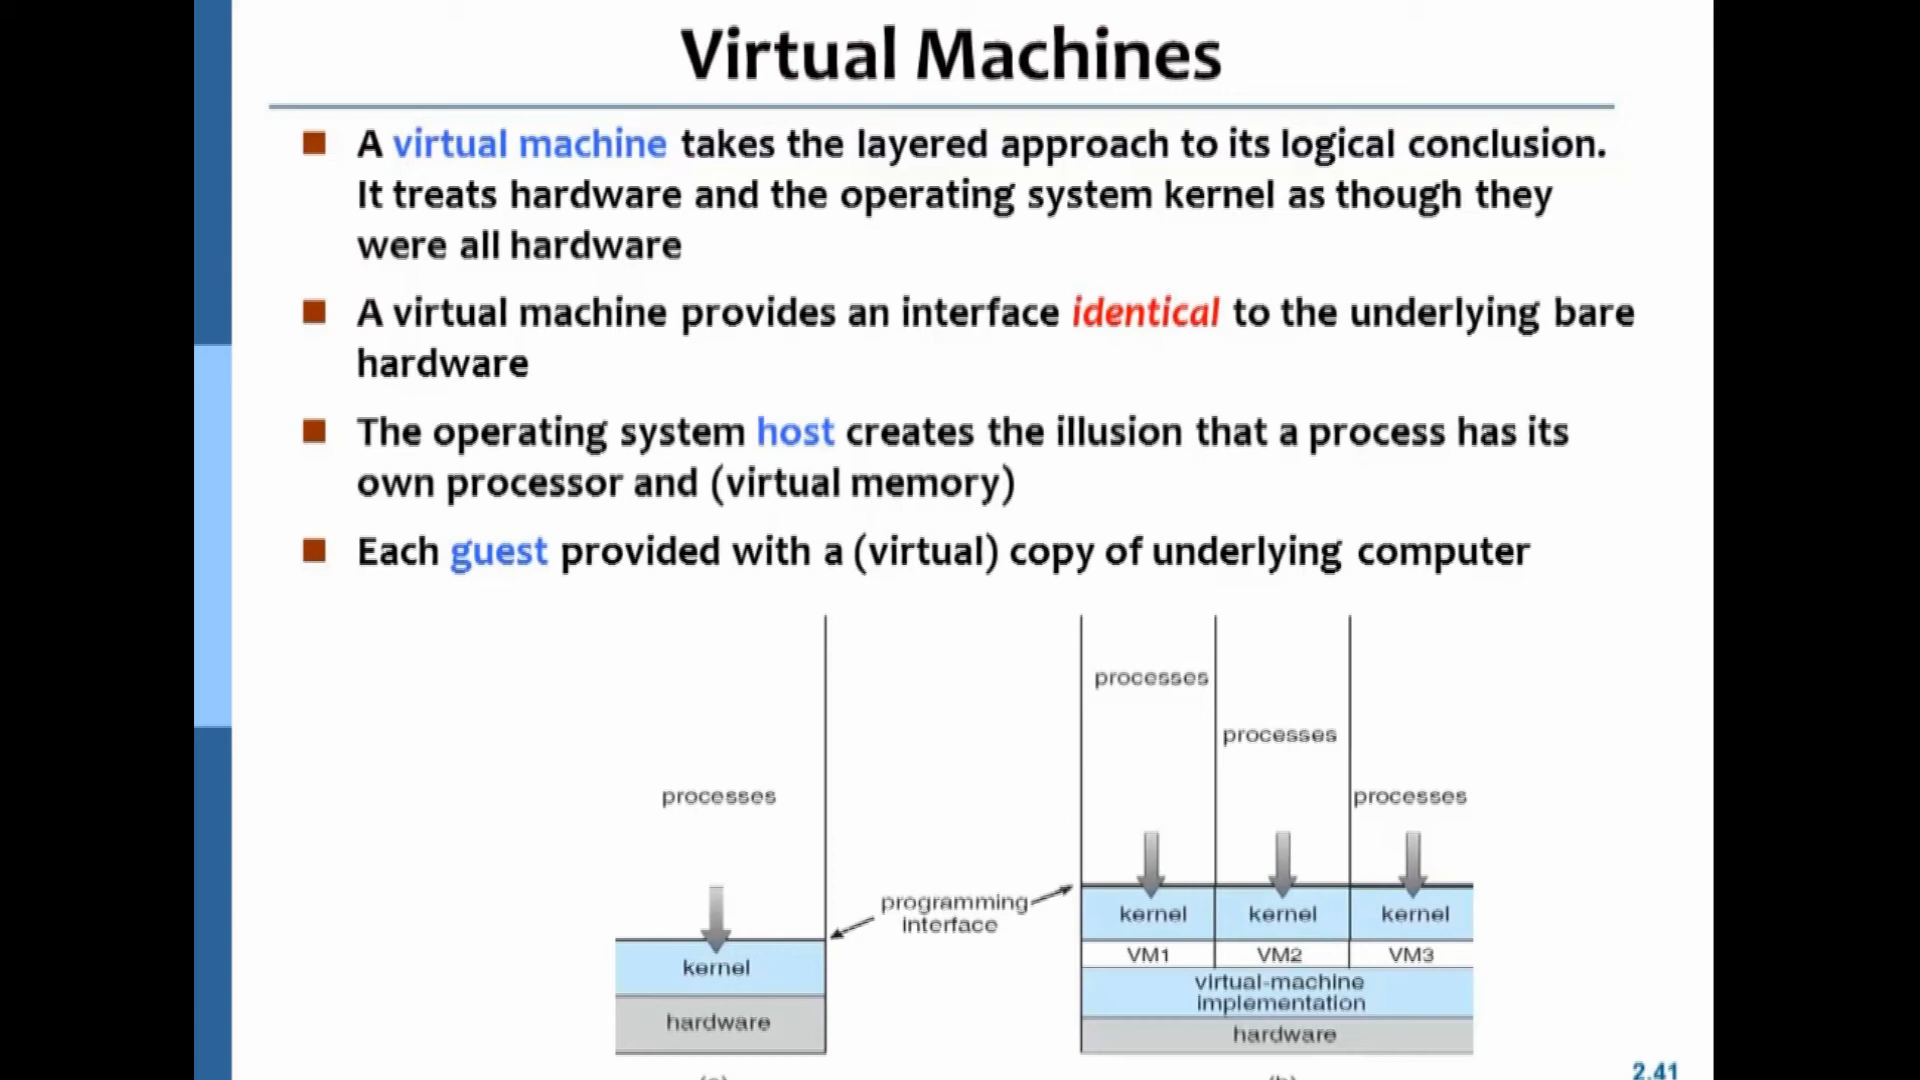 Virtual Machines
A virtual machine takes the layered approach to its logical conclusion.
It treats hardware and the operating system kernel as though they
were all hardware
A virtual machine provides an interface identical to the underlying bare
hardware
The operating system host creates the illusion that a process has its
own processor and (virtual memory)
Each guest provided with a (virtual) copy of underlying computer
processes
kernel
hardware
programming
interface
processes
processes
processes
kernel
kernel
kernel
VM1
VM2
VM3
virtual-machine
implementation
hardware
2.41